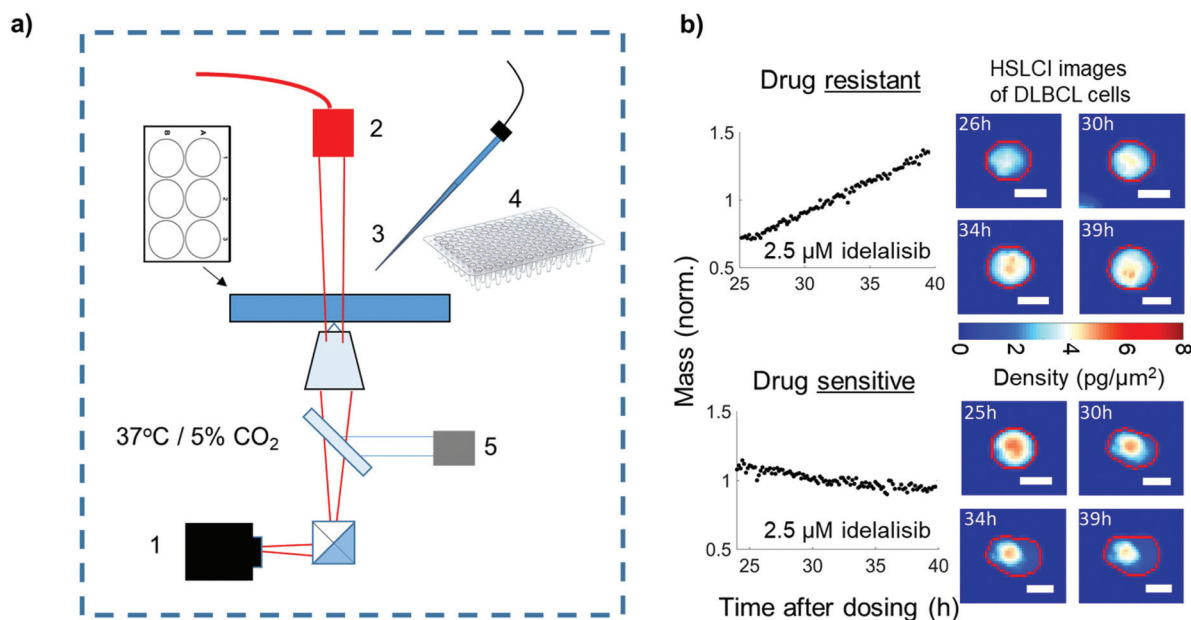 a)
2
B
A
1
2
3
3
4
37°C / 5% CO2
5
1
b)
Drug resistant
HSLCI images
of DLBCL cells
1.5
1
0.5
25
30
35
40
2.5 µM idelalisib
26h
30h
34h
39h
0
2
4
6
8
Density (pg/µm²)
Mass (norm.)
Drug sensitive
1.5
1
0.5
25
30
35
40
2.5 µM idelalisib
25h
30h
34h
39h
Time after dosing (h)